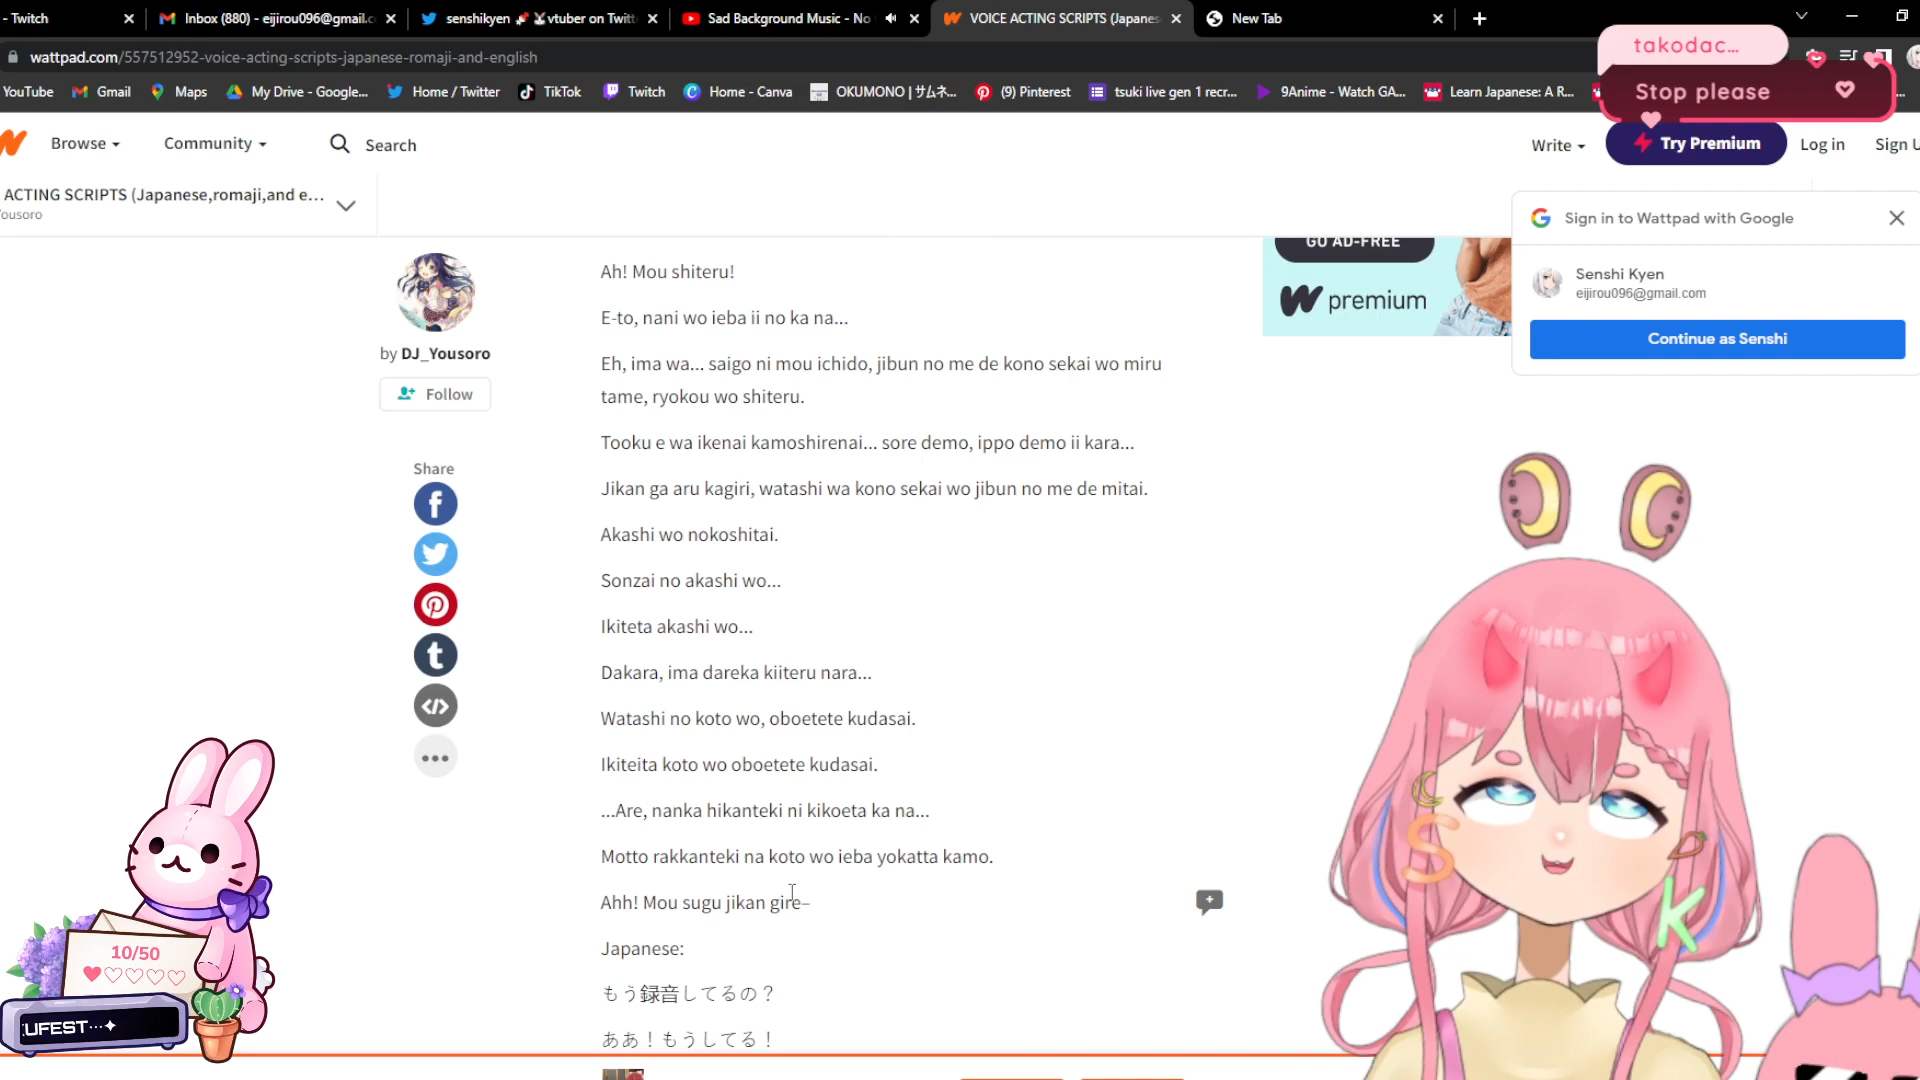 - Twitch
Inbox (880) - eijirou096@gmail.c
senshikyen
vtuber on Twitt
Sad Background Music - No
VOICE ACTING SCRIPTS (Japanes
New Tab
wattpad.com/557512952-voice-acting-scripts-japanese-romaji-and-english
takodac...
Stop please
YouTube
Gmail
Maps
My Drive - Google...
Home / Twitter
TikTok
Twitch
Home - Canva
OKUMONO | サムネ...
(9) Pinterest
tsuki live gen 1 recr...
9Anime - Watch GA...
Learn Japanese: A R...
Browse
Community
Search
Write
Try Premium
Log in
Sign U
ACTING SCRIPTS (Japanese,romaji,and e...
ousoro
GO AD-FREE
premium
Sign in to Wattpad with Google
Senshi Kyen
eijirou096@gmail.com
Continue as Senshi
by DJ_Yousoro
Follow
Share
Ah! Mou shiteru!
E-to, nani wo ieba ii no ka na...
Eh, ima wa... saigo ni mou ichido, jibun no me de kono sekai wo miru
tame, ryokou wo shiteru.
Tooku e wa ikenai kamoshirenai... sore demo, ippo demo ii kara...
Jikan ga aru kagiri, watashi wa kono sekai wo jibun no me de mitai.
Akashi wo nokoshitai.
Sonzai no akashi wo...
Ikiteta akashi wo...
Dakara, ima dareka kiiteru nara...
Watashi no koto wo, oboetete kudasai.
Ikiteita koto wo oboetete kudasai.
...Are, nanka hikanteki ni kikoeta ka na...
Motto rakkanteki na koto wo ieba yokatta kamo.
Ahh! Mou sugu jikan gire–
Japanese:
もう録音してるの？
ああ！もうしてる！
10/50
UFEST···✦
S
K